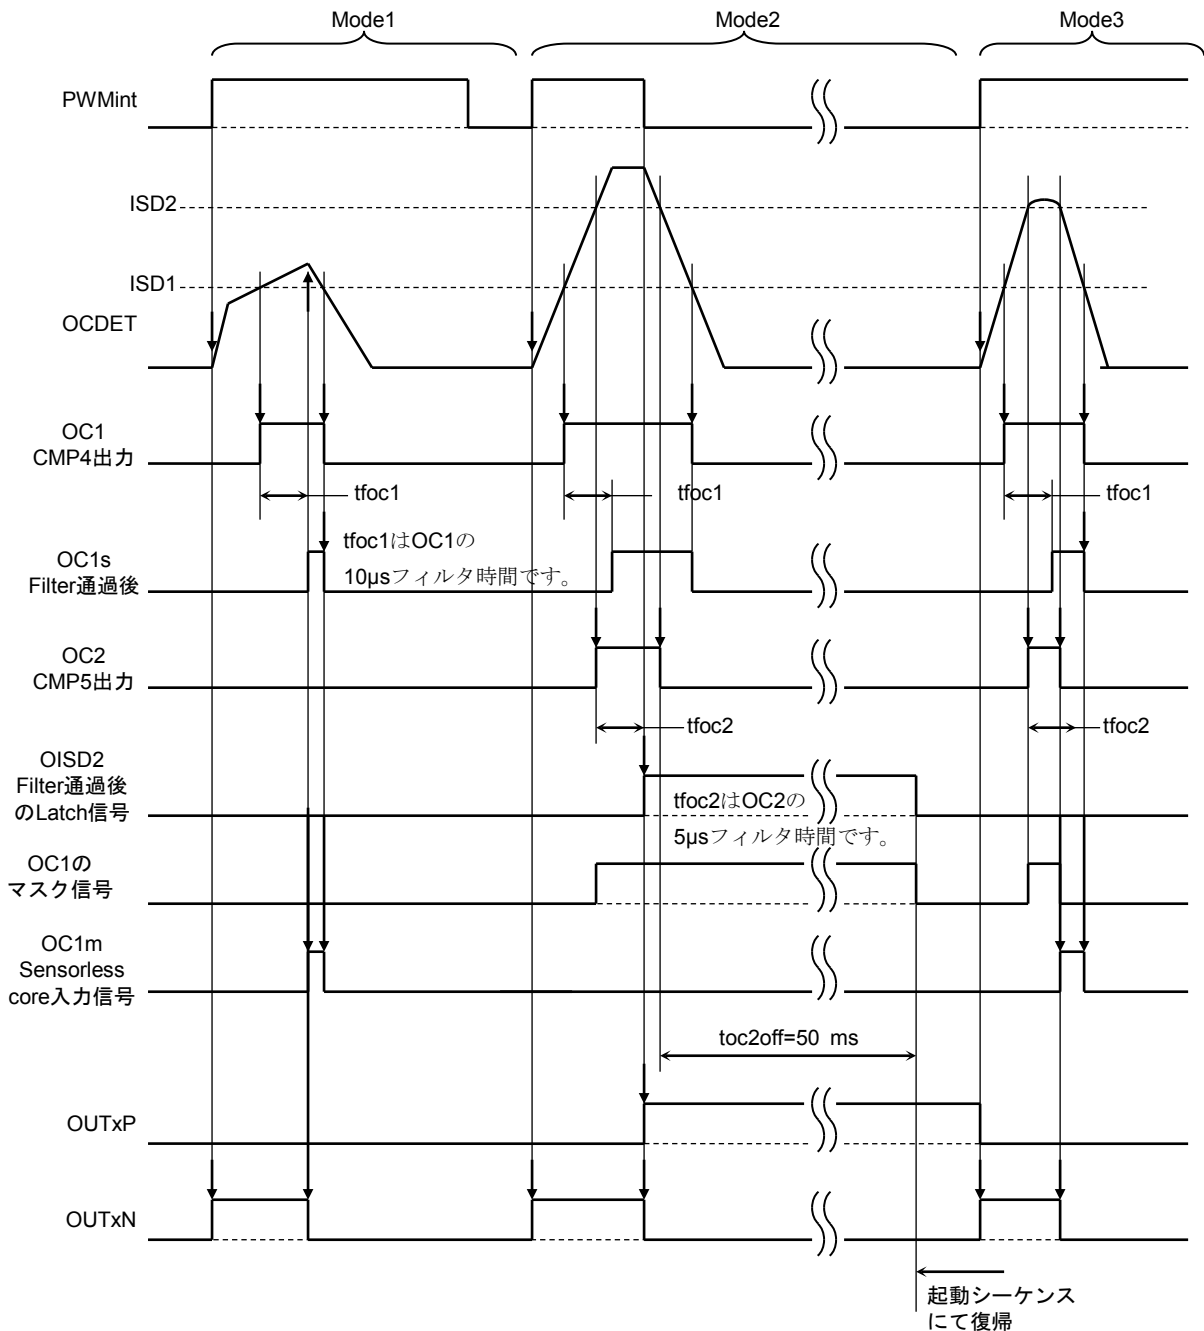 Mode1
Mode2
Mode3
PWMint
ISD2
ISD1
OCDET
OC1
CMP4出力
tfoc1
tfoc1
tfoc1
OC1s
Filter通過後
tfoc1はOC1の
10μsフィルタ時間です。
OC2
CMP5出力
tfoc2
tfoc2
OISD2
Filter通過後
のLatch信号
tfoc2はOC2の
5μsフィルタ時間です。
OC1の
マスク信号
OC1m
Sensorless
core入力信号
toc2off=50 ms
OUTxP
OUTxN
起動シーケンス
にて復帰